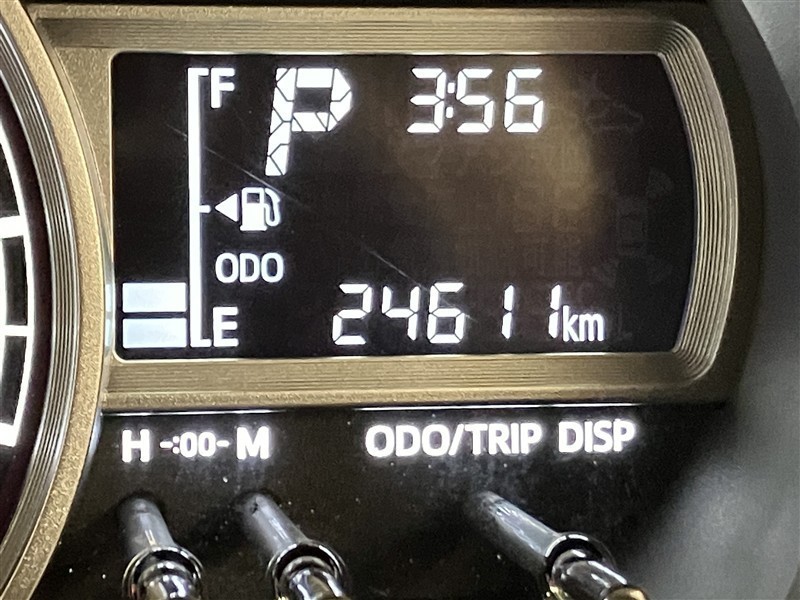 F P 3:56
ODO
E 24611km
H -:00- M ODO/TRIP DISP